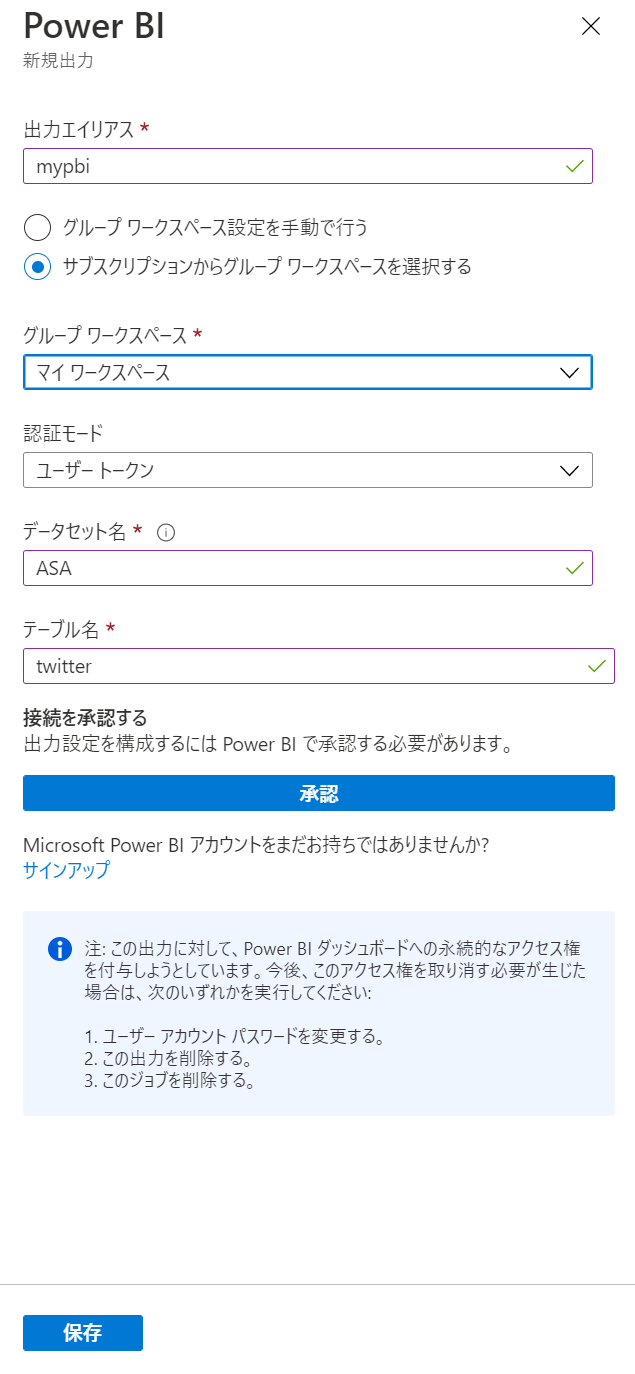 Power BI
新規出力
出力エイリアス *
mypbi
グループ ワークスペース設定を手動で行う
サブスクリプションからグループ ワークスペースを選択する
グループ ワークスペース *
マイ ワークスペース
認証モード
ユーザー トークン
データセット名 *
ASA
テーブル名 *
twitter
接続を承認する
出力設定を構成するには Power BI で承認する必要があります。
承認
Microsoft Power BI アカウントをまだお持ちではありませんか?
サインアップ
注: この出力に対して、Power BI ダッシュボードへの永続的なアクセス権
を付与しようとしています。今後、このアクセス権を取り消す必要が生じた
場合は、次のいずれかを実行してください:
1. ユーザー アカウント パスワードを変更する。
2. この出力を削除する。
3. このジョブを削除する。
保存